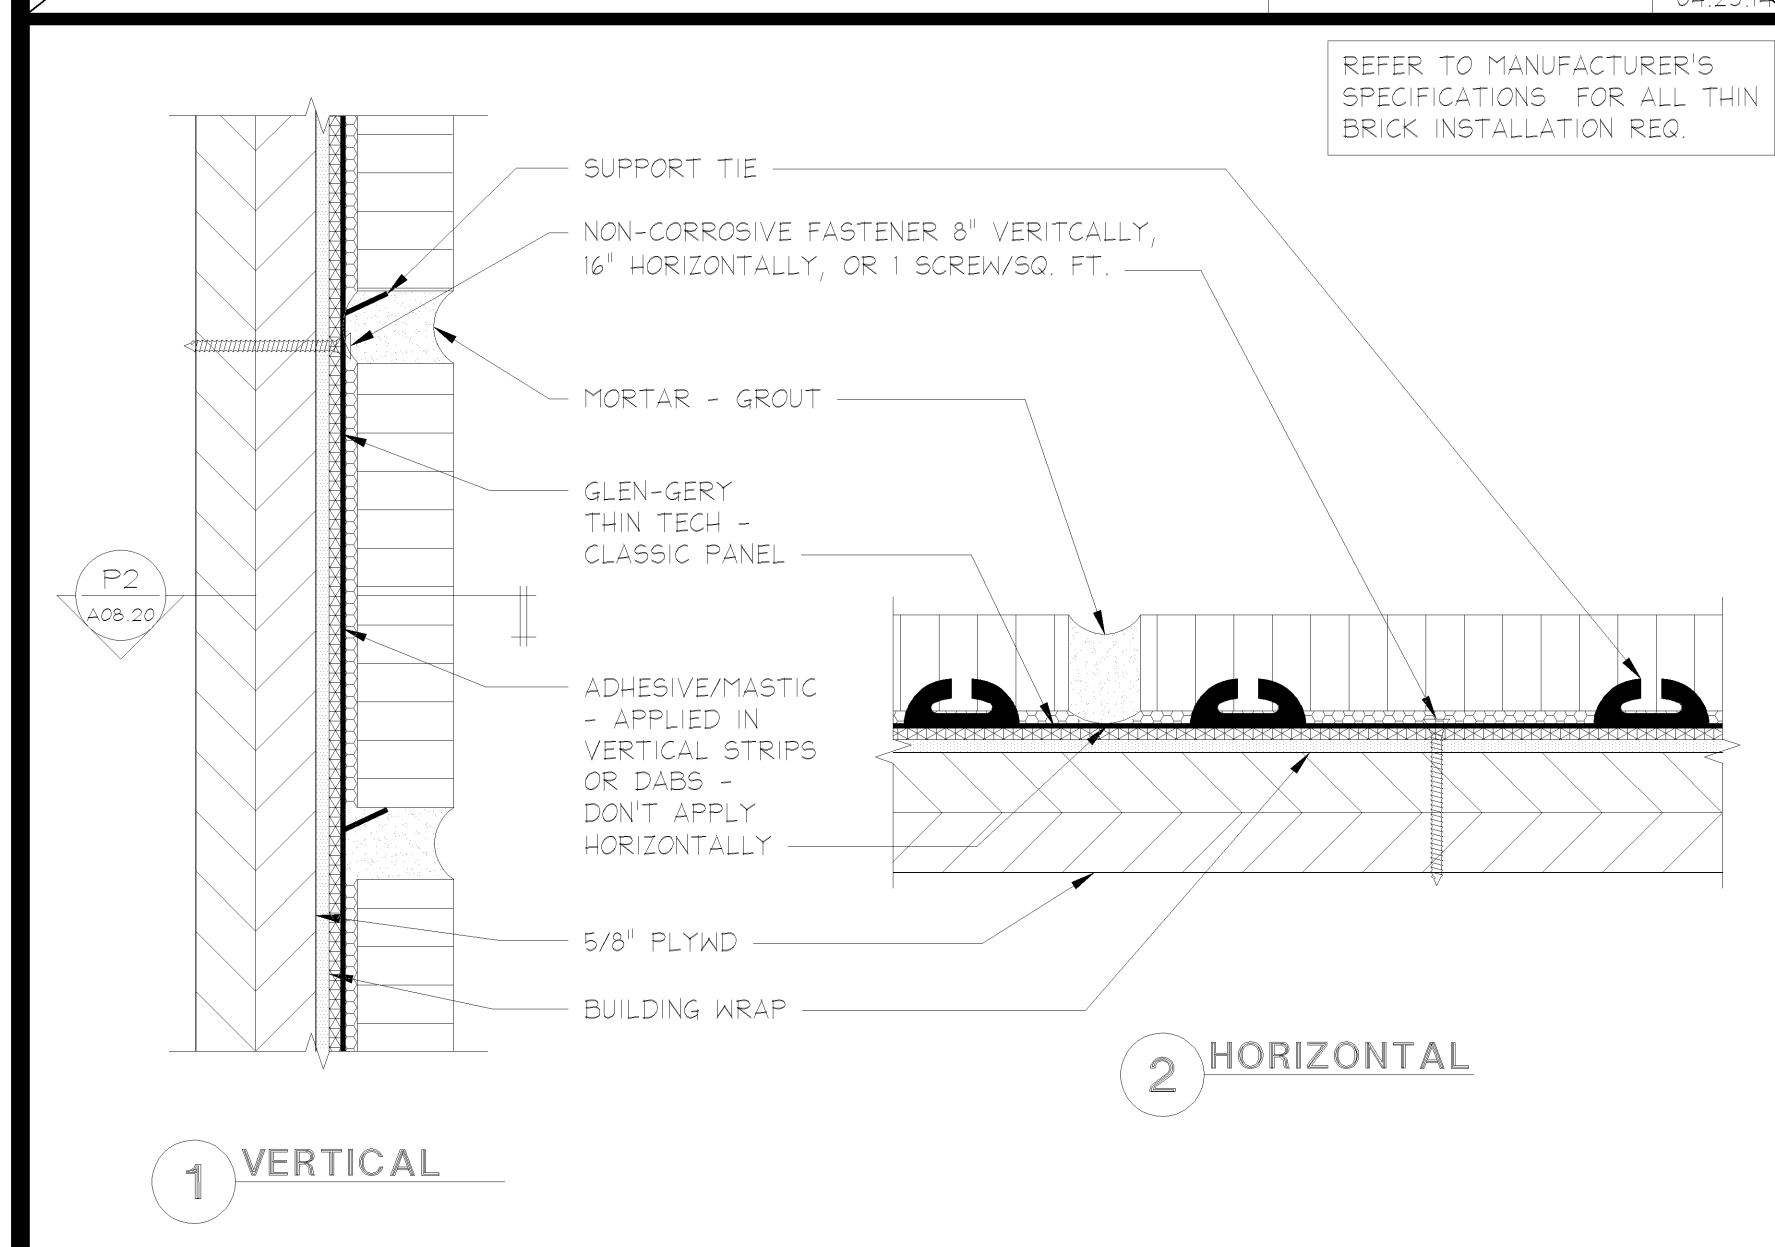 REFER TO MANUFACTURER'S
SPECIFICATIONS FOR ALL THIN
BRICK INSTALLATION REQ.
SUPPORT TIE
NON-CORROSIVE FASTENER 8" VERITCALLY,
16" HORIZONTALLY, OR 1 SCREW/SQ. FT.
MORTAR - GROUT
GLEN-GERY
THIN TECH -
CLASSIC PANEL
P2
A08.20
ADHESIVE/MASTIC
- APPLIED IN
VERTICAL STRIPS
OR DABS -
DON'T APPLY
HORIZONTALLY
5/8" PLYWD
BUILDING WRAP
2 HORIZONTAL
1 VERTICAL